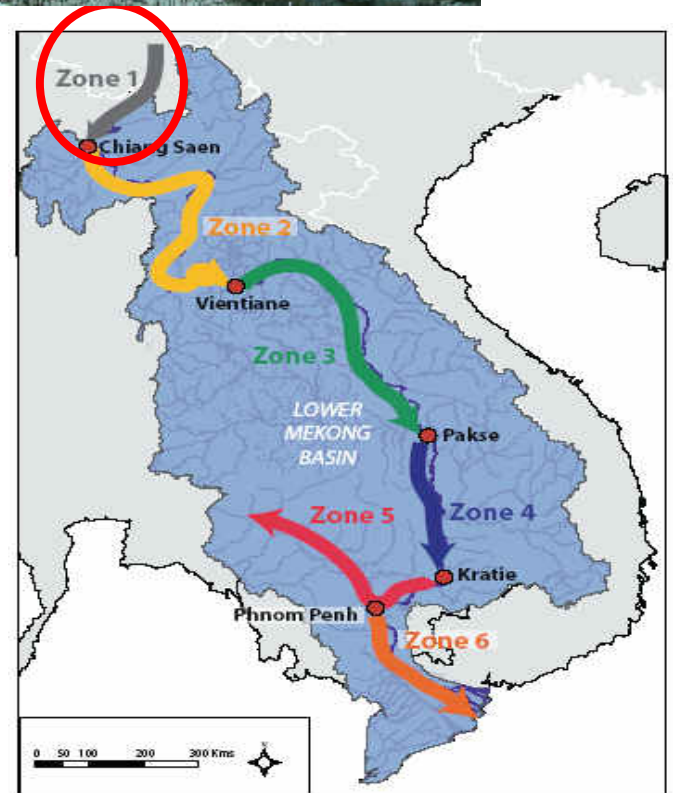 Zone 1
Chiang Saen
Zone 2
Vientiane
Zone 3
LOWER
MEKONG
BASIN
Pakse
Zone 5
Zone 4
Kratie
Phnom Penh
Zone 6
0 50 100 200 300 Kms